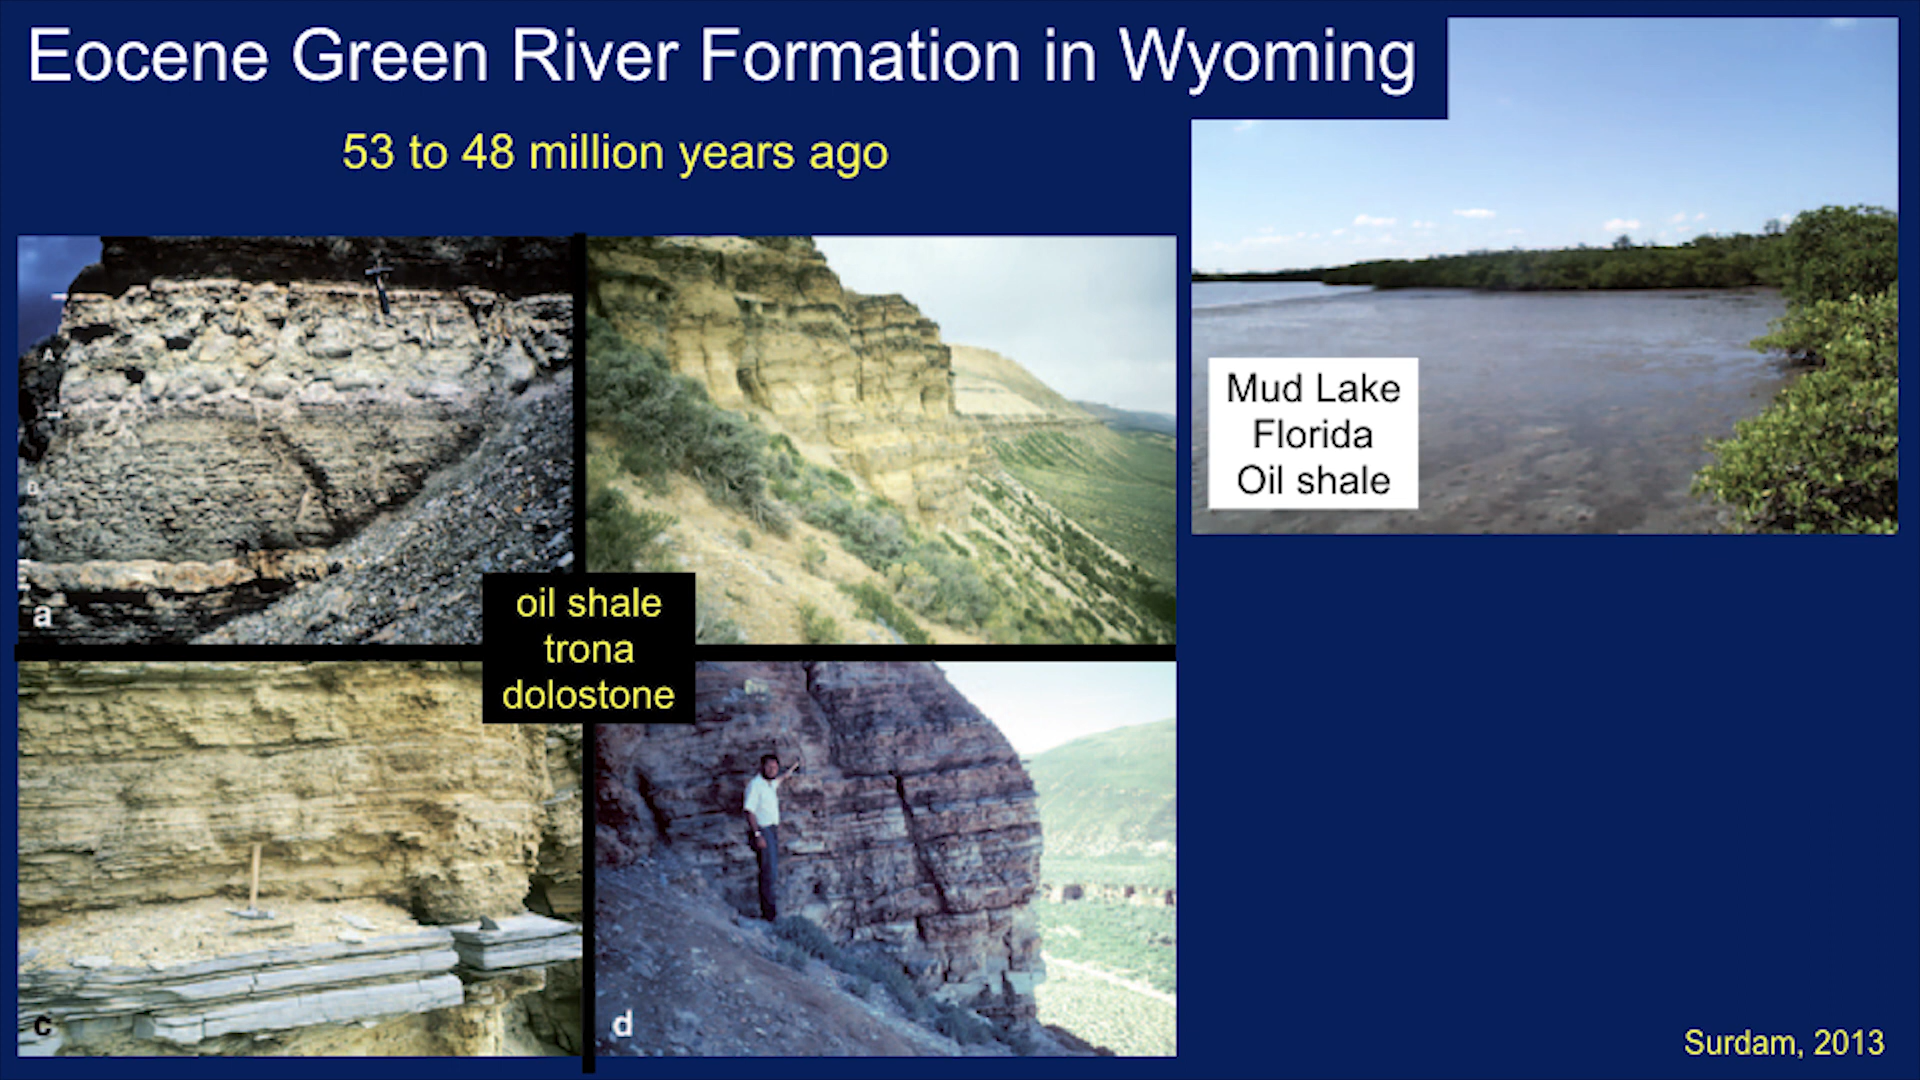 Eocene Green River Formation in Wyoming
53 to 48 million years ago
A
a
oil shale
trona
dolostone
c
d
Mud Lake
Florida
Oil shale
Surdam, 2013